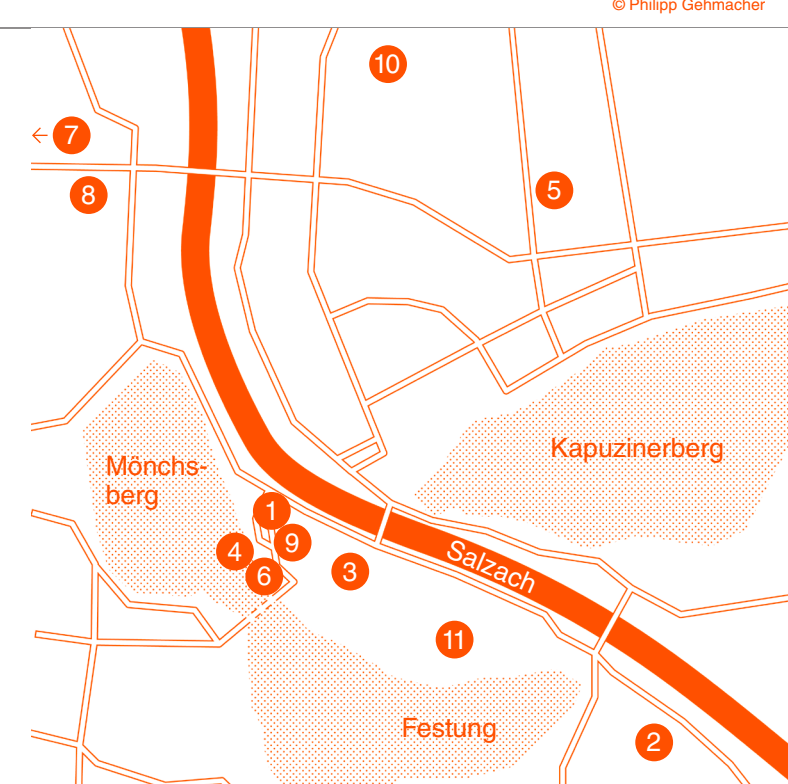 © Philipp Gehmacher
10
← 7
8
5
Kapuzinerberg
Mönchs-
berg
1
9
4
6
3
Salzach
11
Festung
2